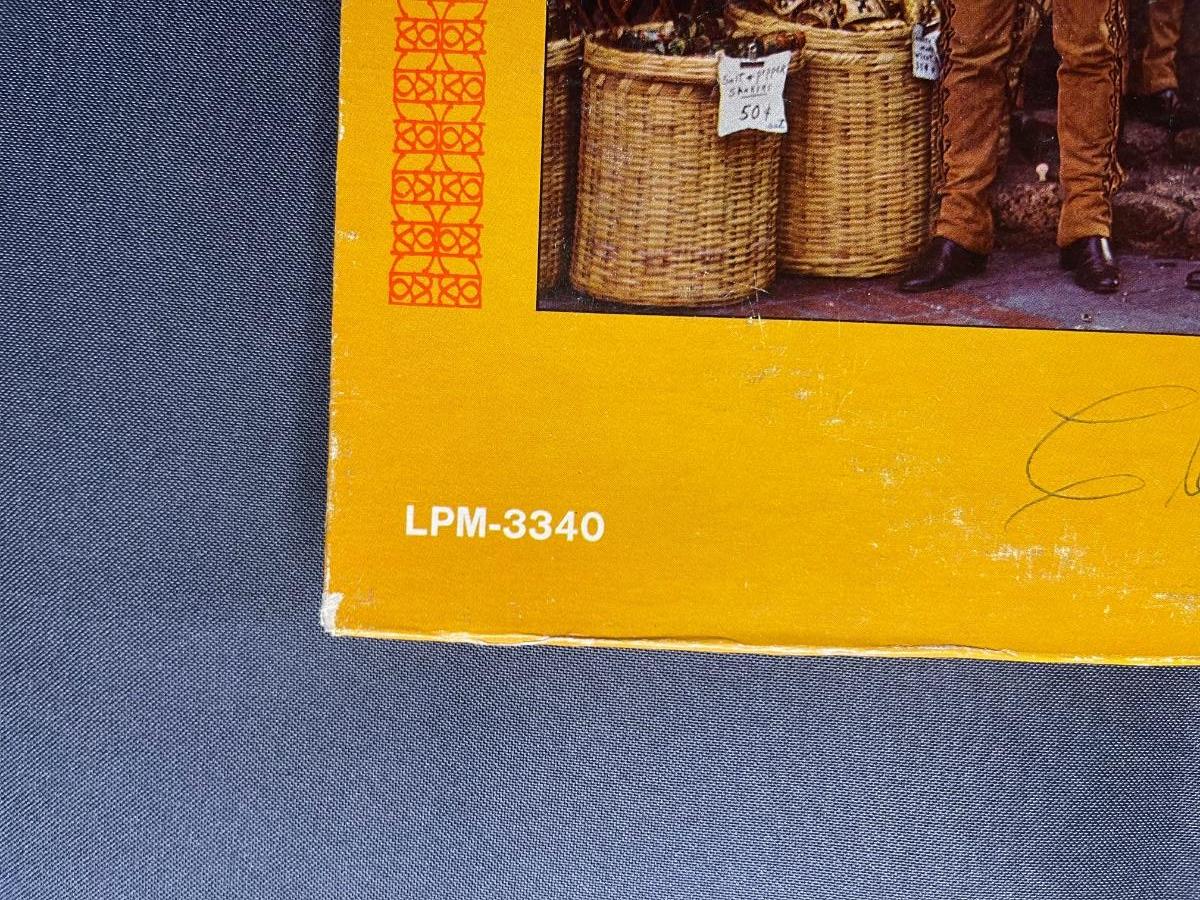 Salt & Pepper
Shakers
50¢
LPM-3340